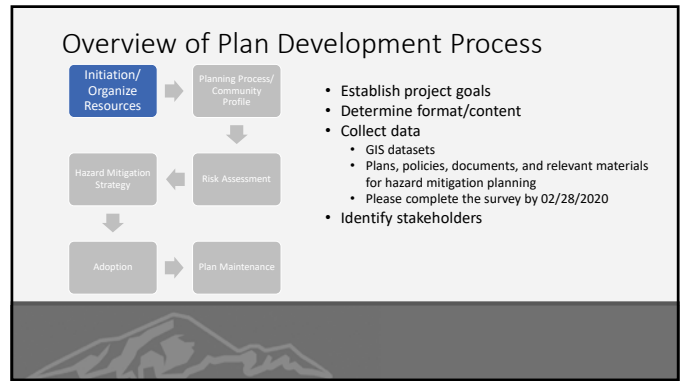 Overview of Plan Development Process
Initiation/
Organize
Resources
Planning Process/
Community
Profile
Hazard Mitigation
Strategy
Risk Assessment
Adoption
Plan Maintenance
• Establish project goals
• Determine format/content
• Collect data
• GIS datasets
• Plans, policies, documents, and relevant materials
for hazard mitigation planning
• Please complete the survey by 02/28/2020
• Identify stakeholders